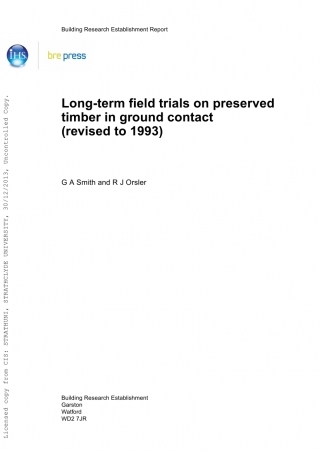 Building Research Establishment Report
IHS
bre press
Long-term field trials on preserved
timber in ground contact
(revised to 1993)
G A Smith and R J Orsler
Building Research Establishment
Garston
Watford
WD2 7JR
Licensed copy from CIS: STRATHUNI, STRATHCLYDE UNIVERSITY, 30/12/2013, Uncontrolled Copy.